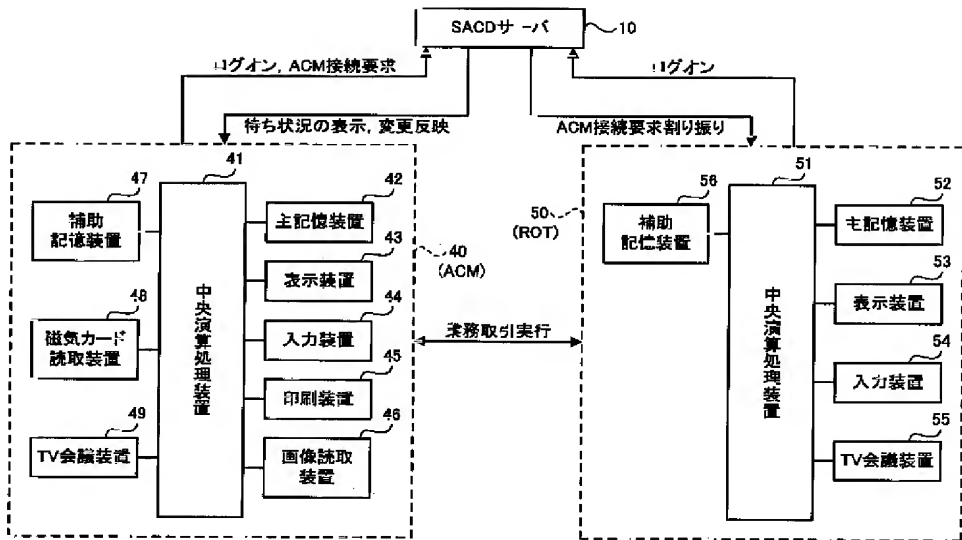 SACDサーバ
10
ログオン, ACM接続要求
ログオン
待ち状況の表示, 変更反映
ACM接続要求割り振り
41
47
補助
記憶装置
42
主記憶装置
43
表示装置
40
(ACM)
48
磁気カード
読取装置
中央演算処理装置
44
入力装置
45
印刷装置
49
TV会議装置
46
画像読取
装置
業務取引実行
50
(ROT)
56
補助
記憶装置
51
中央演算処理装置
52
主記憶装置
53
表示装置
54
入力装置
55
TV会議装置